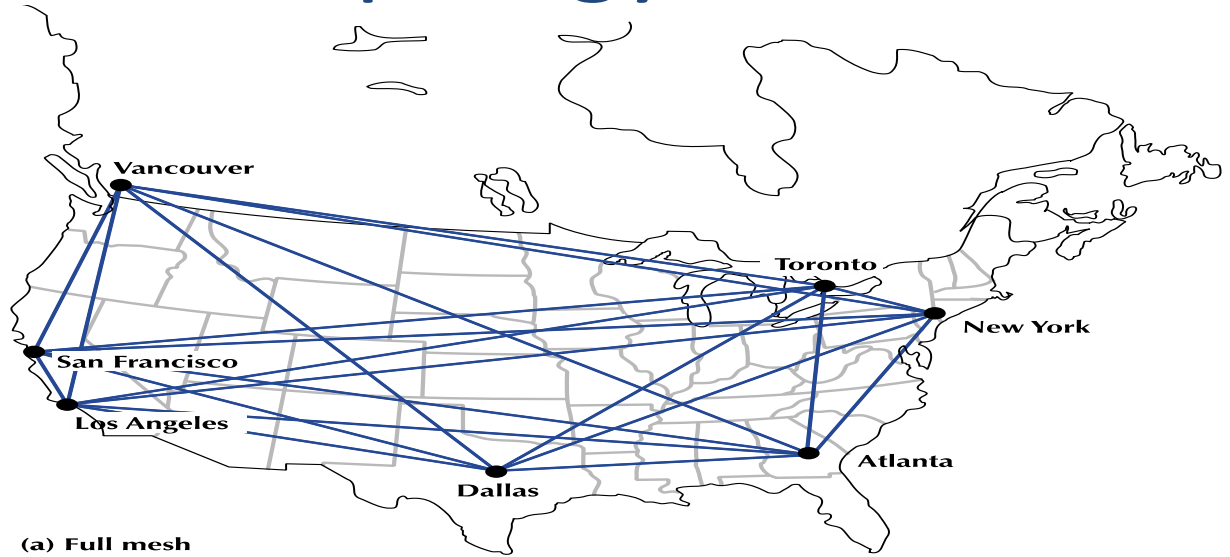 Vancouver
Toronto
New York
San Francisco
Los Angeles
Atlanta
Dallas
(a) Full mesh